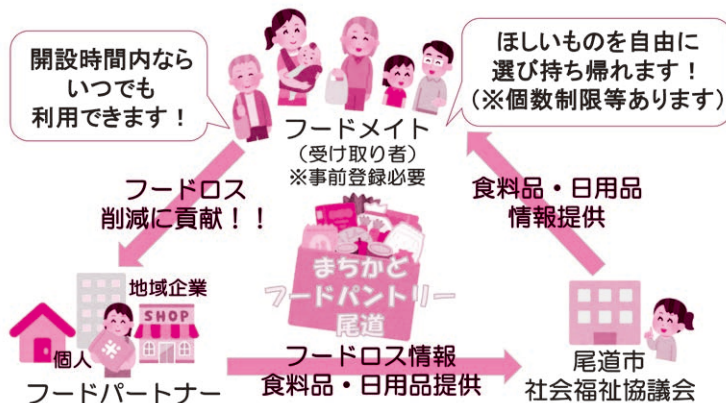 開設時間内なら
いつでも
利用できます！
ほしいものを自由に
選び持ち帰れます！
（※個数制限等あります）
フードメイト
（受け取り者）
※事前登録必要
フードロス
削減に貢献！！
食料品・日用品
情報提供
まちかど
フードパントリー
尾道
地域企業
SHOP
個人
米
フードパートナー
フードロス情報
食料品・日用品提供
尾道市
社会福祉協議会